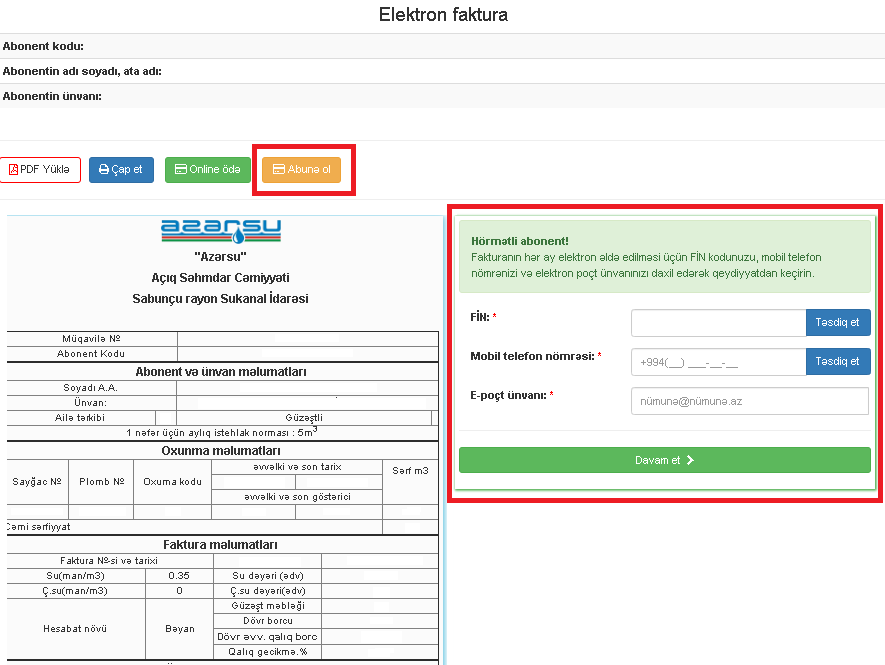 Elektron faktura
Abonent kodu:
Abonentin adı soyadı, ata adı:
Abonentin ünvanı:
PDF Yüklə
Çap et
Online ödə
Abunə ol
azərsu
"Azərsu"
Açıq Səhmdar Cəmiyyəti
Sabunçu rayon Sukanal İdarəsi
Müqavilə №
Abonent Kodu
Abonent və ünvan məlumatları
Soyadı A.A.
Ünvan:
Ailə tərkibi
Güzəştli
1 nəfər üçün aylıq istehlak norması : 5m3
Oxunma məlumatları
Sayğac №
Plomb №
Oxuma kodu
əvvəlki və son tarix
əvvəlki və son göstərici
Sərf m3
Cəmi sərfiyyat
Faktura məlumatları
Faktura №-si və tarixi
Su(man/m3) 0.35 Su dəyəri (ədv)
Ç.su(man/m3) 0 Ç.su dəyəri(ədv)
Hesabat növü
Bəyan
Güzəşt məbləği
Dövr borcu
Dövr əvv. qalıq borc
Qalıq gecikmə.%
Hörmətli abonent!
Fakturanın hər ay elektron əldə edilməsi üçün FİN kodunuzu, mobil telefon
nömrənizi və elektron poçt ünvanınızı daxil edərək qeydiyyatdan keçirin.
FİN: *
Təsdiq et
Mobil telefon nömrəsi: *
+994(__) ___-__-__
Təsdiq et
E-poçt ünvanı: *
nümunə@nümunə.az
Davam et